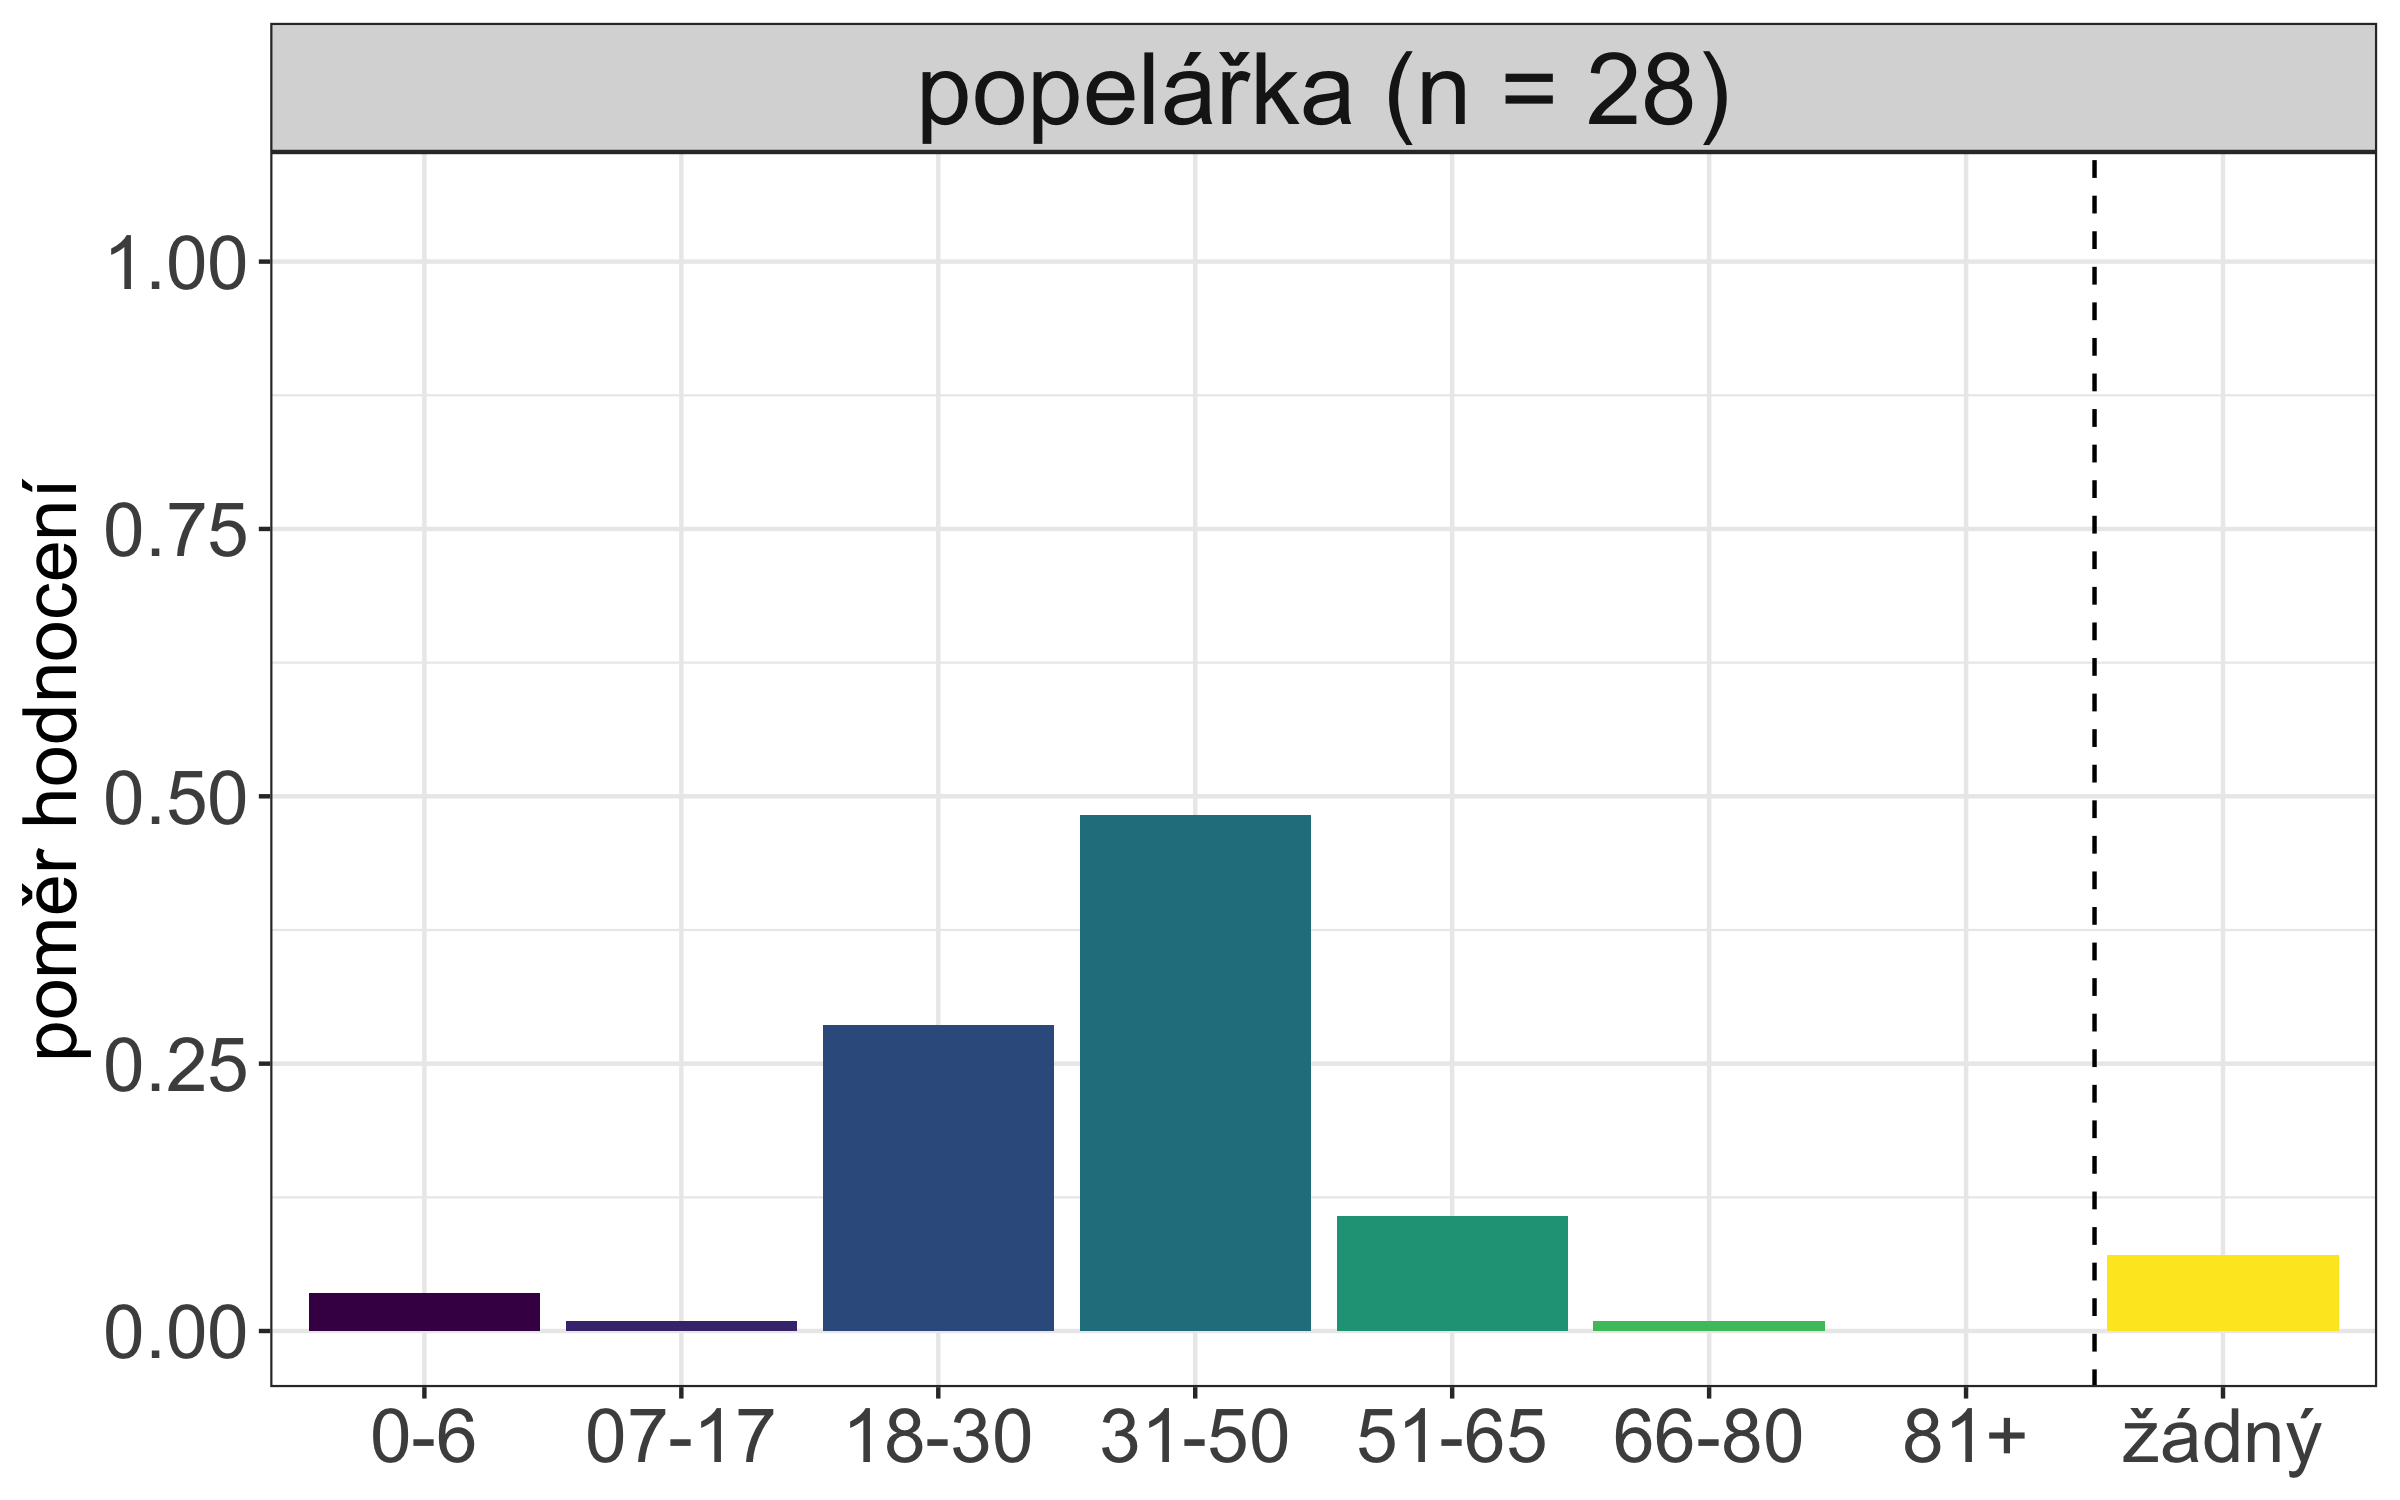 popelářka (n = 28)
poměr hodnocení
1.00
0.75
0.50
0.25
0.00
0-6 07-17 18-30 31-50 51-65 66-80 81+ žádný